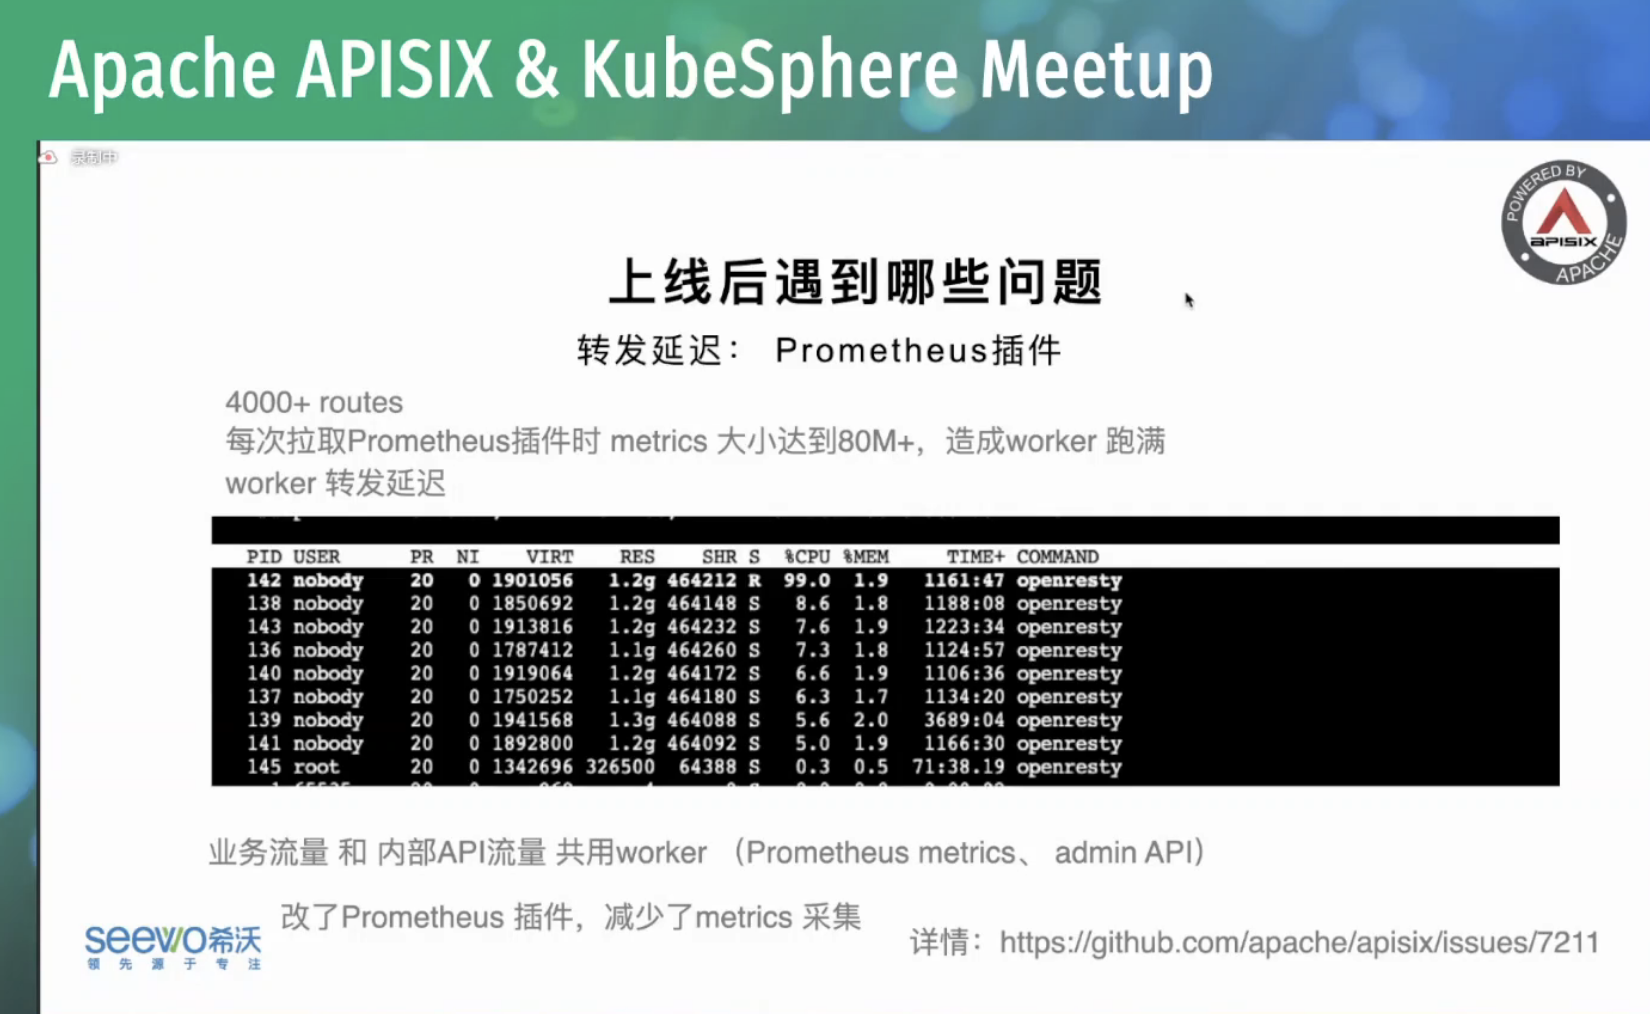 Apache APISIX & KubeSphere Meetup
录制中
POWERED BY
APISIX
APACHE
上线后遇到哪些问题
转发延迟： Prometheus插件
4000+ routes
每次拉取Prometheus插件时 metrics 大小达到80M+，造成worker 跑满
worker 转发延迟
PID USER PR NI VIRT RES SHR S %CPU %MEM TIME+ COMMAND
142 nobody 20 0 1901056 1.2g 464212 R 99.0 1.9 1161:47 openresty
138 nobody 20 0 1850692 1.2g 464148 S 8.6 1.8 1188:08 openresty
143 nobody 20 0 1913816 1.2g 464232 S 7.6 1.9 1223:34 openresty
136 nobody 20 0 1787412 1.1g 464260 S 7.3 1.8 1124:57 openresty
140 nobody 20 0 1919064 1.2g 464172 S 6.6 1.9 1106:36 openresty
137 nobody 20 0 1750252 1.1g 464180 S 6.3 1.7 1134:20 openresty
139 nobody 20 0 1941568 1.3g 464088 S 5.6 2.0 3689:04 openresty
141 nobody 20 0 1892800 1.2g 464092 S 5.0 1.9 1166:30 openresty
145 root 20 0 1342696 326500 64388 S 0.3 0.5 71:38.19 openresty
业务流量 和 内部API流量 共用worker （Prometheus metrics、 admin API）
改了Prometheus 插件，减少了metrics 采集
seewo希沃
领先源于专注
详情：https://github.com/apache/apisix/issues/7211